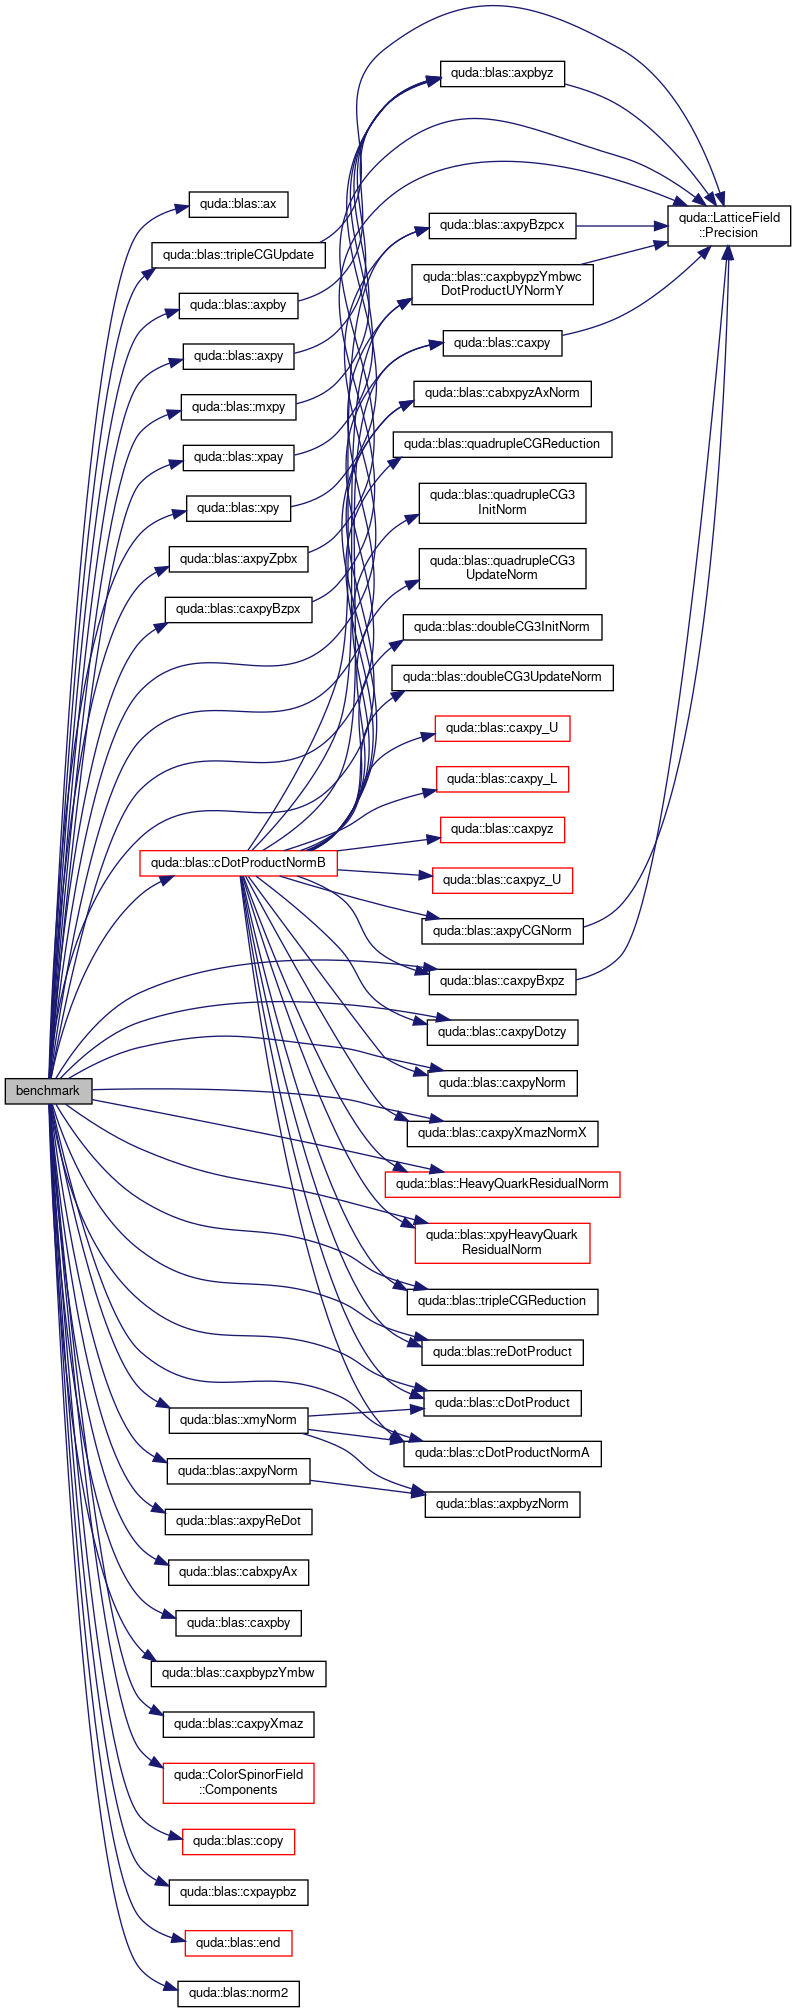 quda::blas::axpbyz
quda::blas::ax
quda::LatticeField
::Precision
quda::blas::axpyBzpcx
quda::blas::tripleCGUpdate
quda::blas::caxpbypzYmbwc
DotProductUYNormY
quda::blas::axpby
quda::blas::caxpy
quda::blas::axpy
quda::blas::cabxpyzAxNorm
quda::blas::mxpy
quda::blas::quadrupleCGReduction
quda::blas::xpay
quda::blas::quadrupleCG3
InitNorm
quda::blas::xpy
quda::blas::axpyZpbx
quda::blas::quadrupleCG3
UpdateNorm
quda::blas::caxpyBzpx
quda::blas::doubleCG3InitNorm
quda::blas::doubleCG3UpdateNorm
quda::blas::caxpy_U
quda::blas::caxpy_L
quda::blas::caxpyz
quda::blas::cDotProductNormB
quda::blas::caxpyz_U
quda::blas::axpyCGNorm
quda::blas::caxpyBxpz
quda::blas::caxpyDotzy
quda::blas::caxpyNorm
benchmark
quda::blas::caxpyXmazNormX
quda::blas::HeavyQuarkResidualNorm
quda::blas::xpyHeavyQuark
ResidualNorm
quda::blas::tripleCGReduction
quda::blas::reDotProduct
quda::blas::cDotProduct
quda::blas::xmyNorm
quda::blas::cDotProductNormA
quda::blas::axpyNorm
quda::blas::axpbyzNorm
quda::blas::axpyReDot
quda::blas::cabxpyAx
quda::blas::caxpby
quda::blas::caxpbypzYmbw
quda::blas::caxpyXmaz
quda::ColorSpinorField
::Components
quda::blas::copy
quda::blas::cxpaypbz
quda::blas::end
quda::blas::norm2